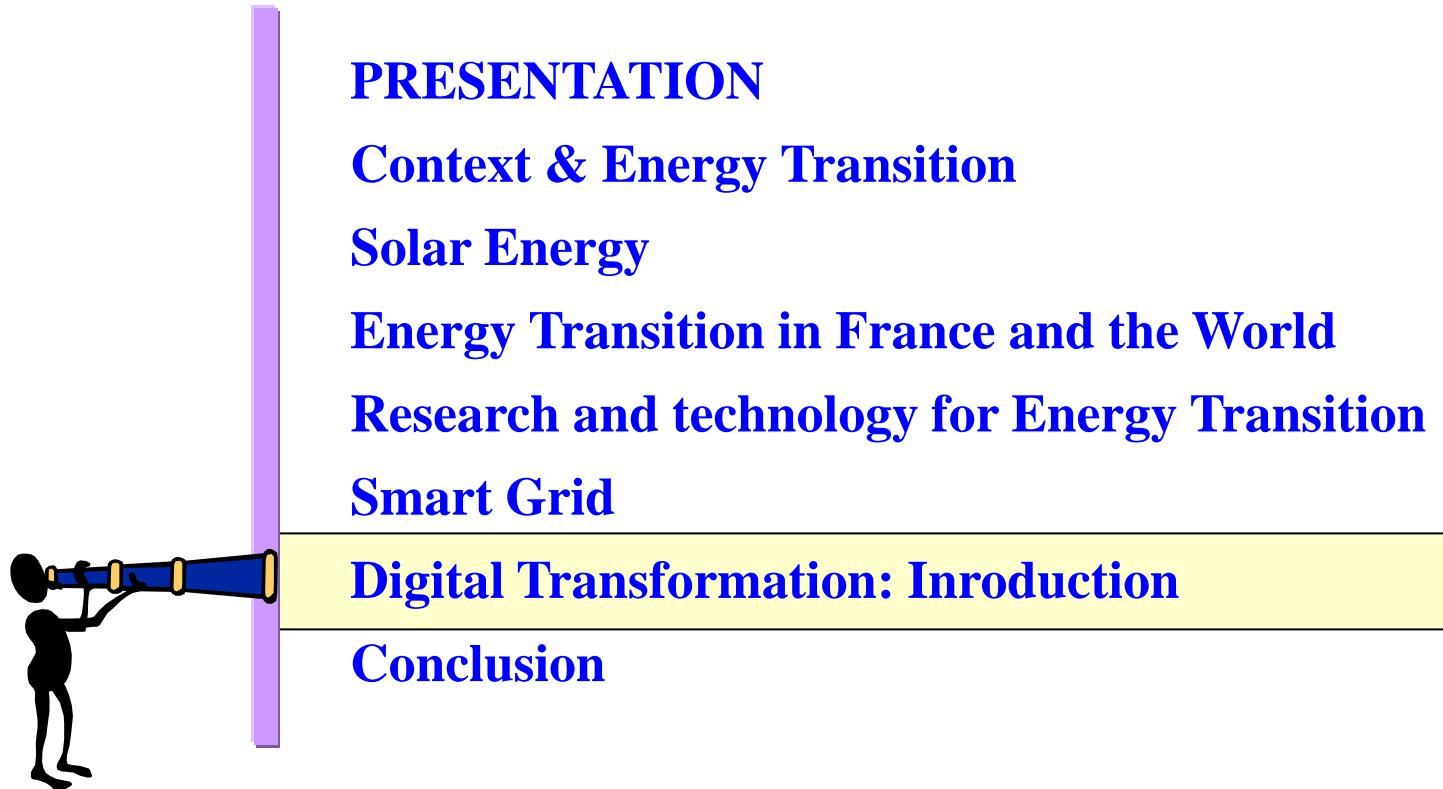 PRESENTATION
Context & Energy Transition
Solar Energy
Energy Transition in France and the World
Research and technology for Energy Transition
Smart Grid
Digital Transformation: Inroduction
Conclusion